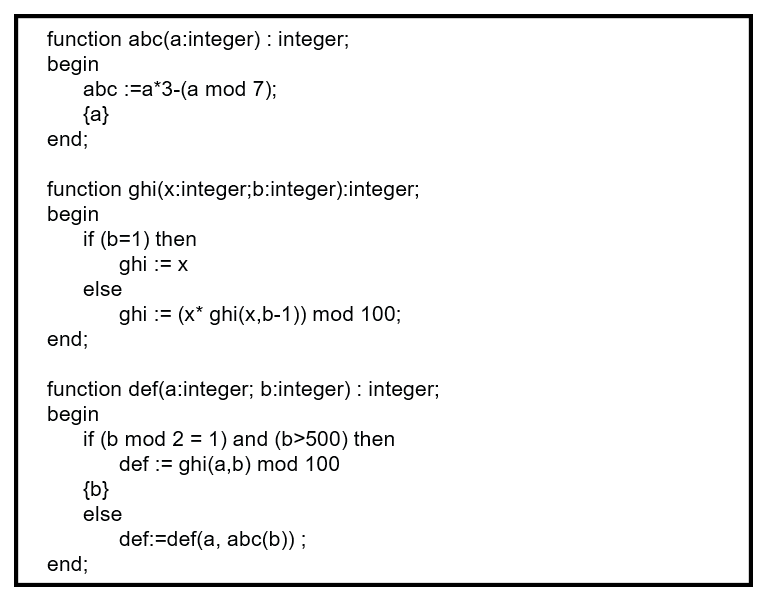 function abc(a:integer) : integer;
begin
abc :=a*3-(a mod 7);
{a}
end;
function ghi(x:integer;b:integer):integer;
begin
if (b=1) then
ghi := x
else
ghi := (x* ghi(x,b-1)) mod 100;
end;
function def(a:integer; b:integer) : integer;
begin
if (b mod 2 = 1) and (b>500) then
def := ghi(a,b) mod 100
{b}
else
def:=def(a, abc(b)) ;
end;